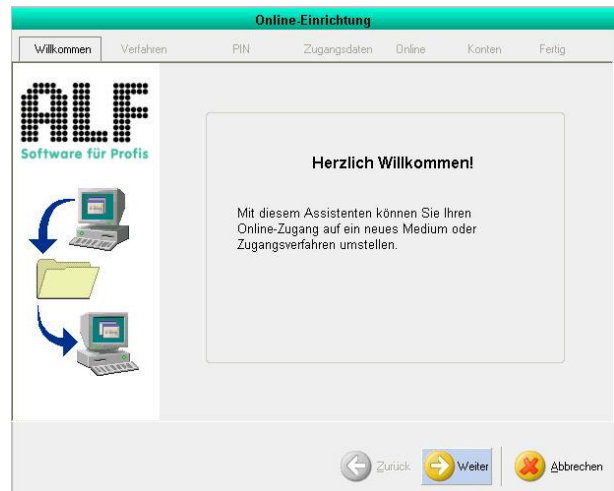 Online-Einrichtung
Willkommen Verfahren PIN Zugangsdaten Online Konten Fertig
ALF
Software für Profis
Herzlich Willkommen!
Mit diesem Assistenten können Sie Ihren
Online-Zugang auf ein neues Medium oder
Zugangsverfahren umstellen.
Zurück Weiter Abbrechen